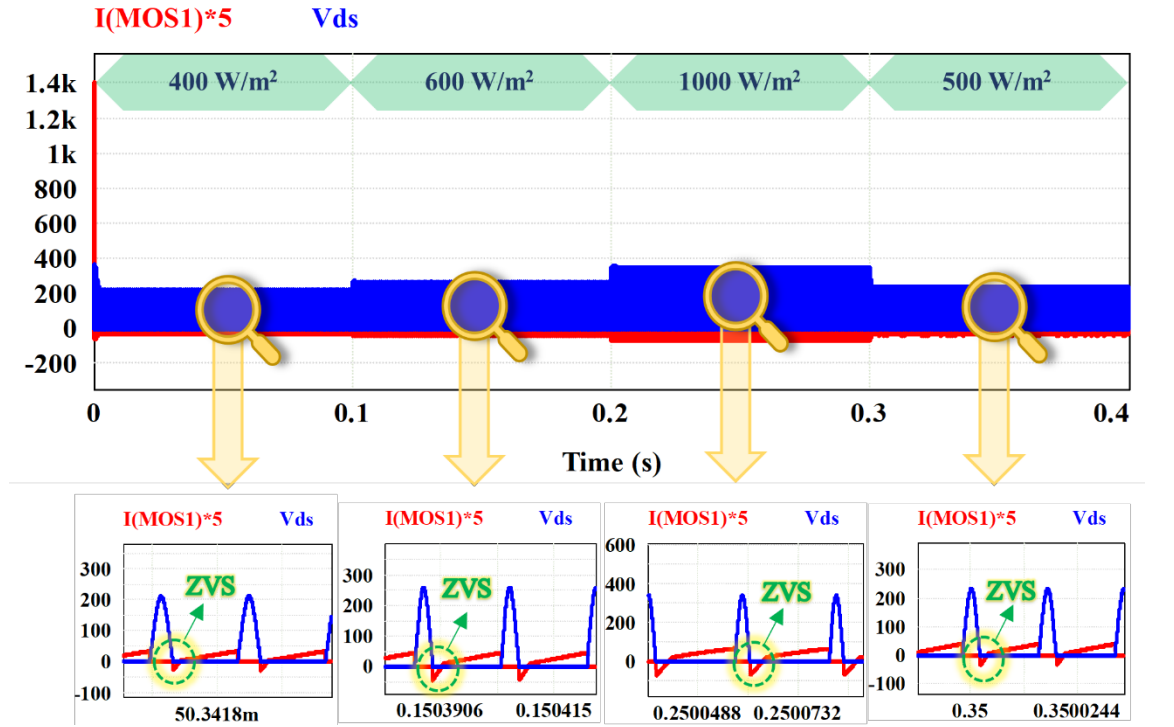 I(MOS1)*5 Vds
400 W/m² 600 W/m² 1000 W/m² 500 W/m²
1.4k
1.2k
1k
800
600
400
200
0
-200
0 0.1 0.2 0.3 0.4
Time (s)
I(MOS1)*5 Vds
300
200
100
0
-100
ZVS
50.3418m
I(MOS1)*5 Vds
300
200
100
0
ZVS
0.1503906 0.150415
I(MOS1)*5 Vds
600
400
200
0
ZVS
0.2500488 0.2500732
I(MOS1)*5 Vds
300
200
100
0
-100
ZVS
0.35 0.3500244